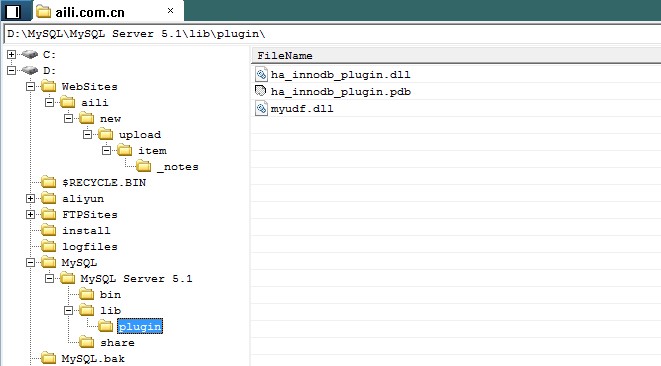 aili.com.cn ×
D:\MySQL\MySQL Server 5.1\lib\plugin\
C:
FileName
D:
ha_innodb_plugin.dll
WebSites
ha_innodb_plugin.pdb
aili
myudf.dll
new
upload
item
_notes
$RECYCLE.BIN
aliyun
FTPSites
install
logfiles
MySQL
MySQL Server 5.1
bin
lib
plugin
share
MySQL.bak